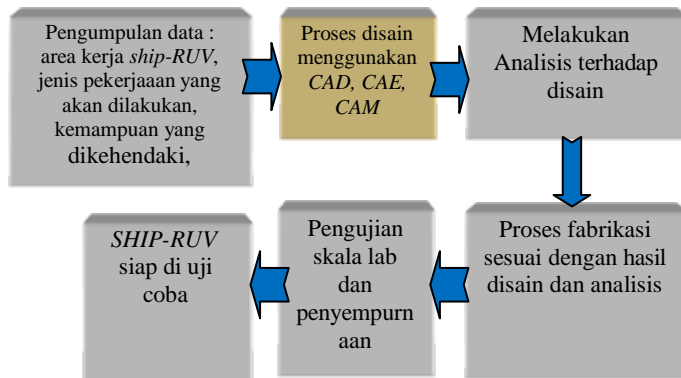 Pengumpulan data :
area kerja ship-RUV,
jenis pekerjaaan yang
akan dilakukan,
kemampuan yang
dikehendaki,
Proses disain
menggunakan
CAD, CAE,
CAM
Melakukan
Analisis terhadap
disain
Proses fabrikasi
sesuai dengan hasil
disain dan analisis
Pengujian
skala lab
dan
penyempurn
aan
SHIP-RUV
siap di uji
coba